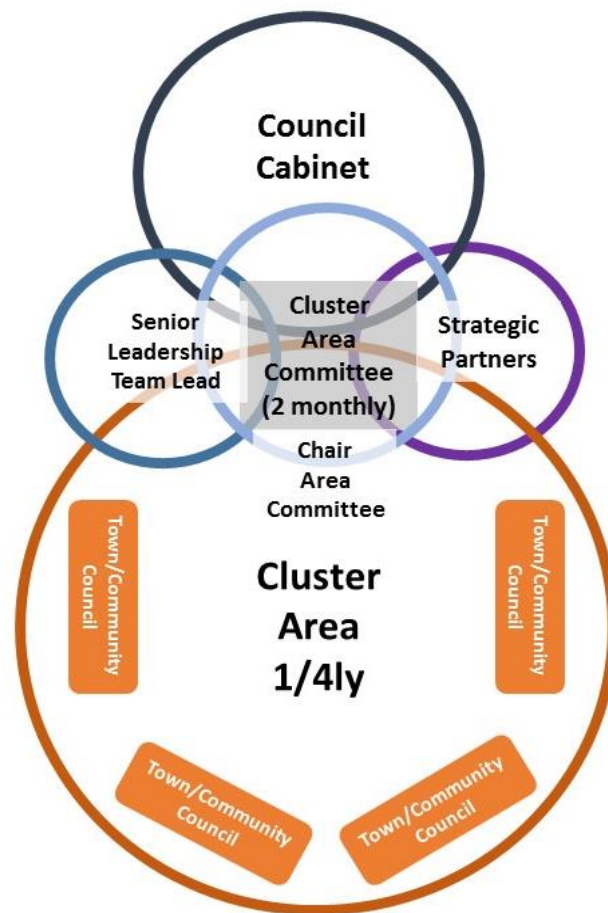 Council
Cabinet
Senior
Leadership
Team Lead
Cluster
Area
Committee
(2 monthly)
Strategic
Partners
Chair
Area
Committee
Town/Community
Council
Town/Community
Council
Cluster
Area
1/4ly
Town/Community
Council
Town/Community
Council